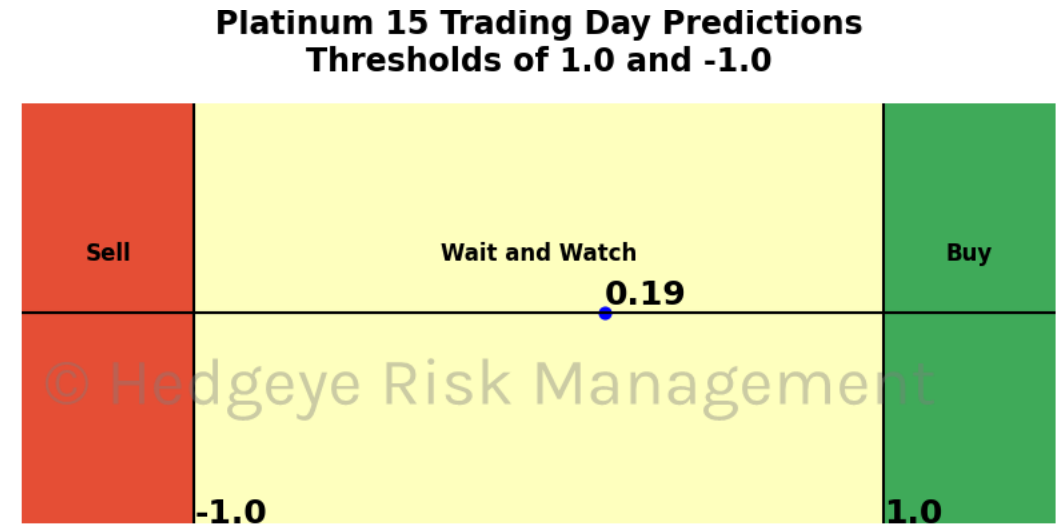 Platinum 15 Trading Day Predictions
Thresholds of 1.0 and -1.0
Sell
Wait and Watch
Buy
0.19
© Hedgeye Risk Management
-1.0
1.0